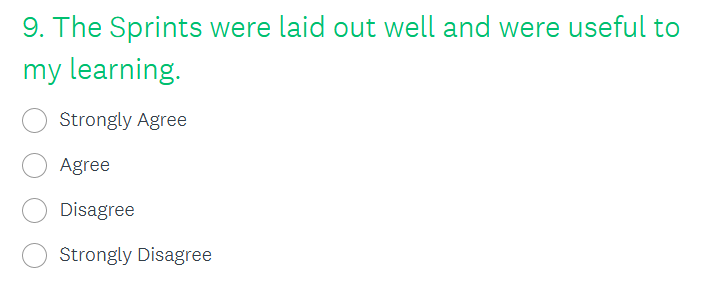 9. The Sprints were laid out well and were useful to
my learning.
Strongly Agree
Agree
Disagree
Strongly Disagree